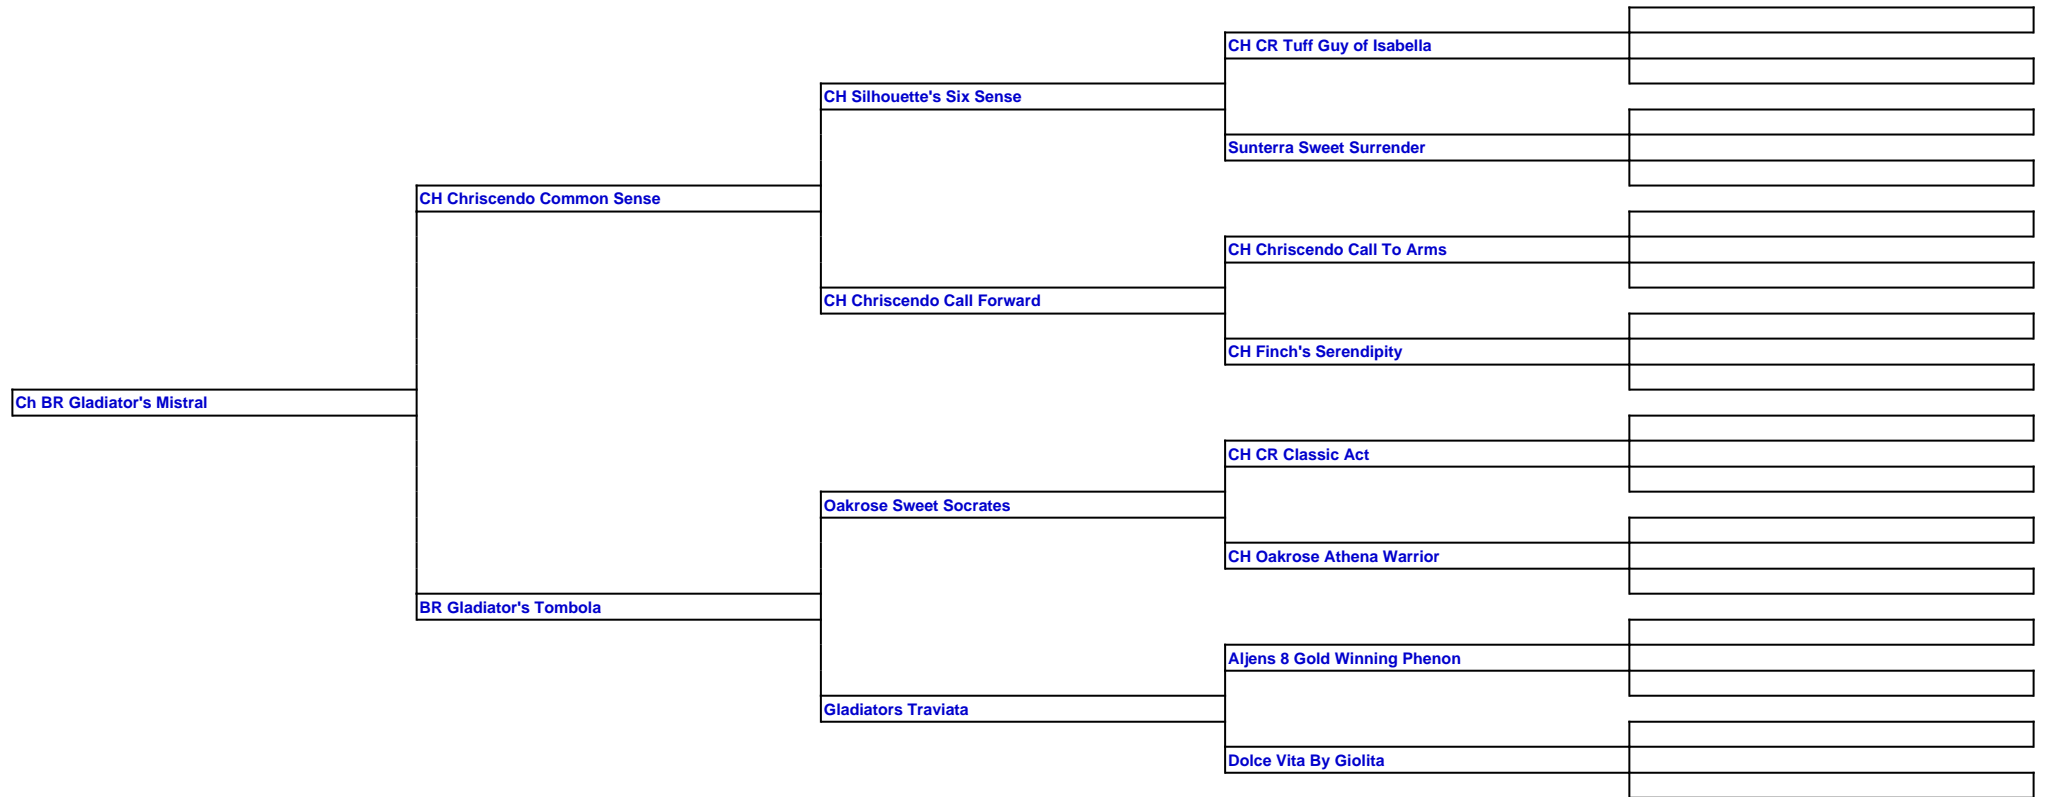 CH CR Tuff Guy of Isabella
CH Silhouette's Six Sense
Sunterra Sweet Surrender
CH Chriscendo Common Sense
CH Chriscendo Call To Arms
CH Chriscendo Call Forward
CH Finch's Serendipity
Ch BR Gladiator's Mistral
CH CR Classic Act
Oakrose Sweet Socrates
CH Oakrose Athena Warrior
BR Gladiator's Tombola
Aljens 8 Gold Winning Phenon
Gladiators Traviata
Dolce Vita By Giolita